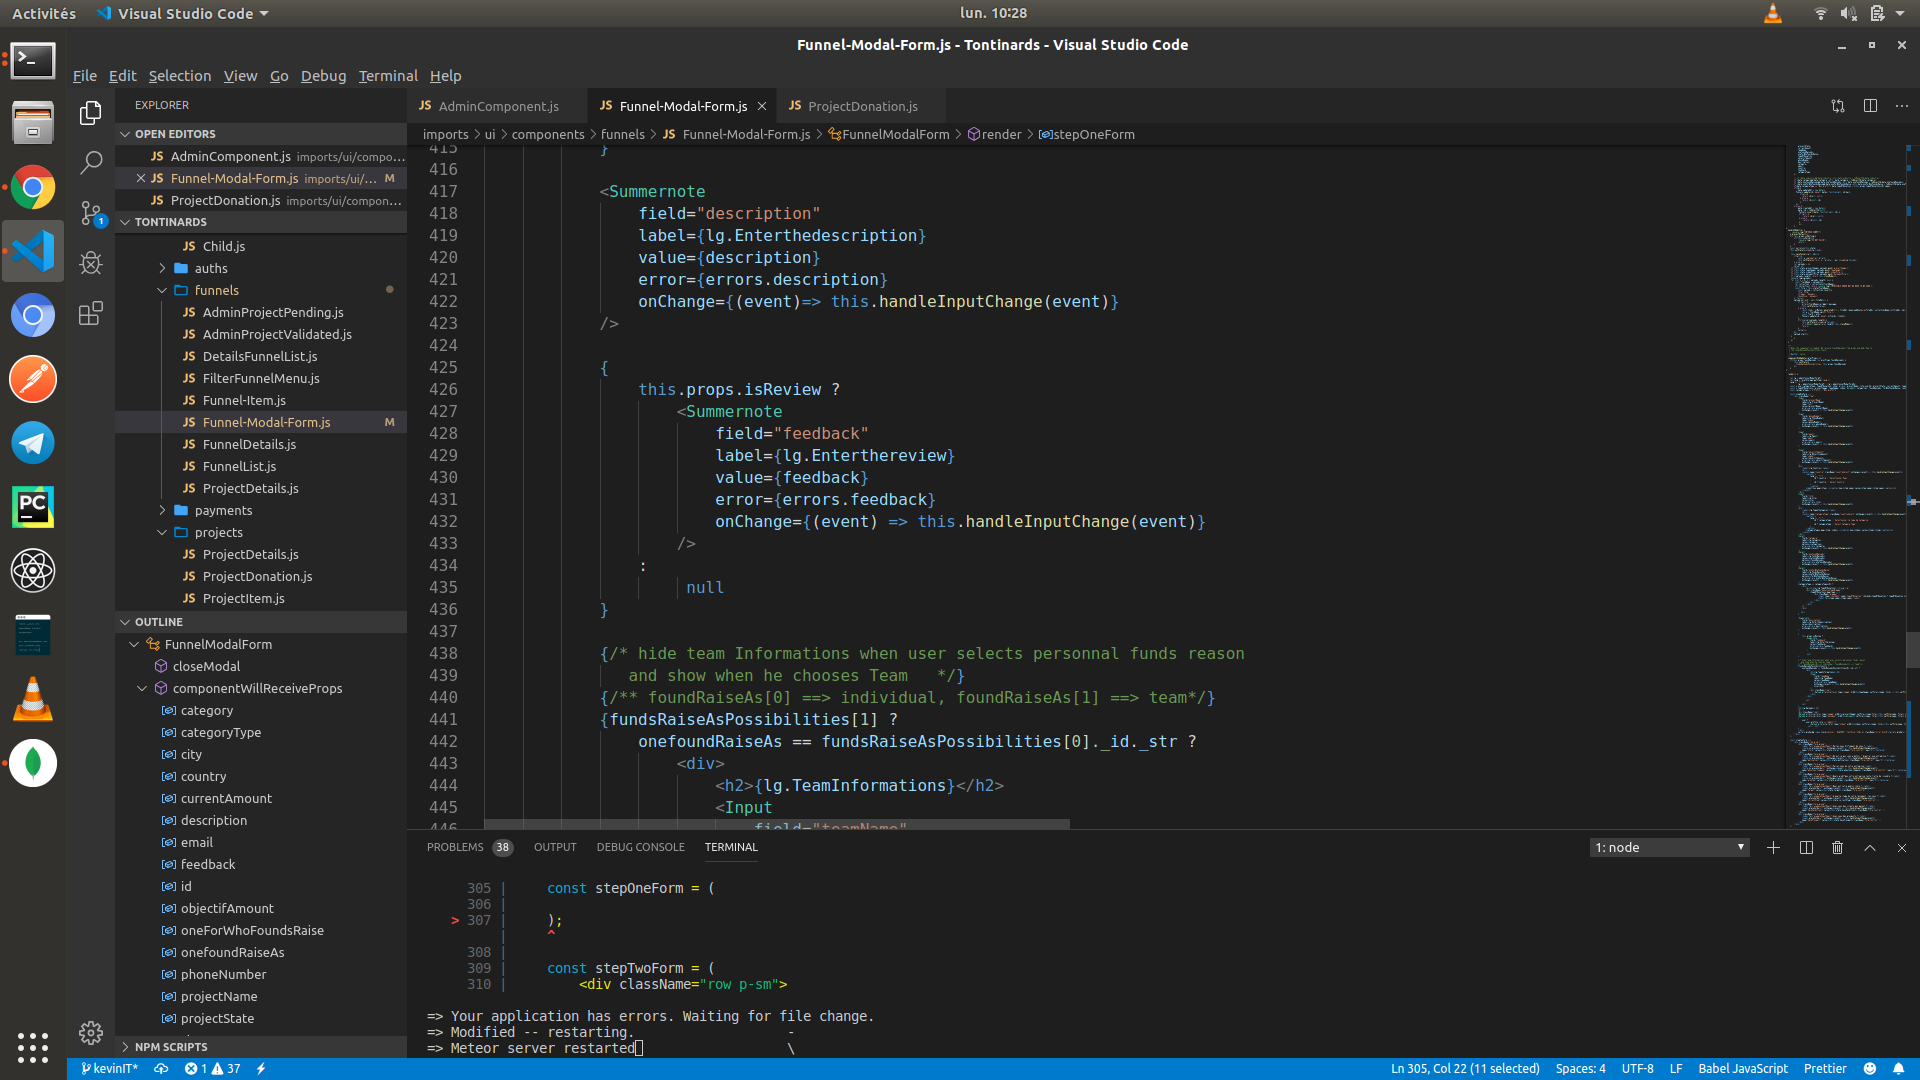 Activités
Visual Studio Code
lun. 10:28
Funnel-Modal-Form.js - Tontinards - Visual Studio Code
File Edit Selection View Go Debug Terminal Help
EXPLORER
OPEN EDITORS
JS AdminComponent.js imports/ui/compo...
JS Funnel-Modal-Form.js imports/ui/... M
JS ProjectDonation.js imports/ui/compon...
TONTINARDS
JS Child.js
auths
funnels
JS AdminProjectPending.js
JS AdminProjectValidated.js
JS DetailsFunnelList.js
JS FilterFunnelMenu.js
JS Funnel-Item.js
JS Funnel-Modal-Form.js M
JS FunnelDetails.js
JS FunnelList.js
JS ProjectDetails.js
payments
projects
JS ProjectDetails.js
JS ProjectDonation.js
JS ProjectItem.js
OUTLINE
FunnelModalForm
closeModal
componentWillReceiveProps
category
categoryType
city
country
currentAmount
description
email
feedback
id
objectifAmount
oneForWhoFoundsRaise
onefoundRaiseAs
phoneNumber
projectName
projectState
NPM SCRIPTS
JS AdminComponent.js
JS Funnel-Modal-Form.js
JS ProjectDonation.js
imports > ui > components > funnels > JS Funnel-Modal-Form.js > FunnelModalForm > render > stepOneForm
415 }
416
417 <Summernote
418 field="description"
419 label={lg.Enterthedescription}
420 value={description}
421 error={errors.description}
422 onChange={(event)=> this.handleInputChange(event)}
423 />
424
425 {
426 this.props.isReview ?
427 <Summernote
428 field="feedback"
429 label={lg.Enterthereview}
430 value={feedback}
431 error={errors.feedback}
432 onChange={(event) => this.handleInputChange(event)}
433 />
434 :
435 null
436 }
437
438 {/* hide team Informations when user selects personnal funds reason
439 and show when he chooses Team */}
440 {/** foundRaiseAs[0] ==> individual, foundRaiseAs[1] ==> team*/}
441 {fundsRaiseAsPossibilities[1] ?
442 onefoundRaiseAs == fundsRaiseAsPossibilities[0]._id._str ?
443 <div>
444 <h2>{lg.TeamInformations}</h2>
445 <Input
446 field="teamName"
PROBLEMS 38 OUTPUT DEBUG CONSOLE TERMINAL
1: node
305 | const stepOneForm = (
306 |
> 307 | );
| ^
308 |
309 | const stepTwoForm = (
310 | <div className="row p-sm">
=> Your application has errors. Waiting for file change.
=> Modified -- restarting. -
=> Meteor server restarted \
kevinIT*
1 37
Ln 305, Col 22 (11 selected)
Spaces: 4
UTF-8
LF
Babel JavaScript
Prettier
PC
1